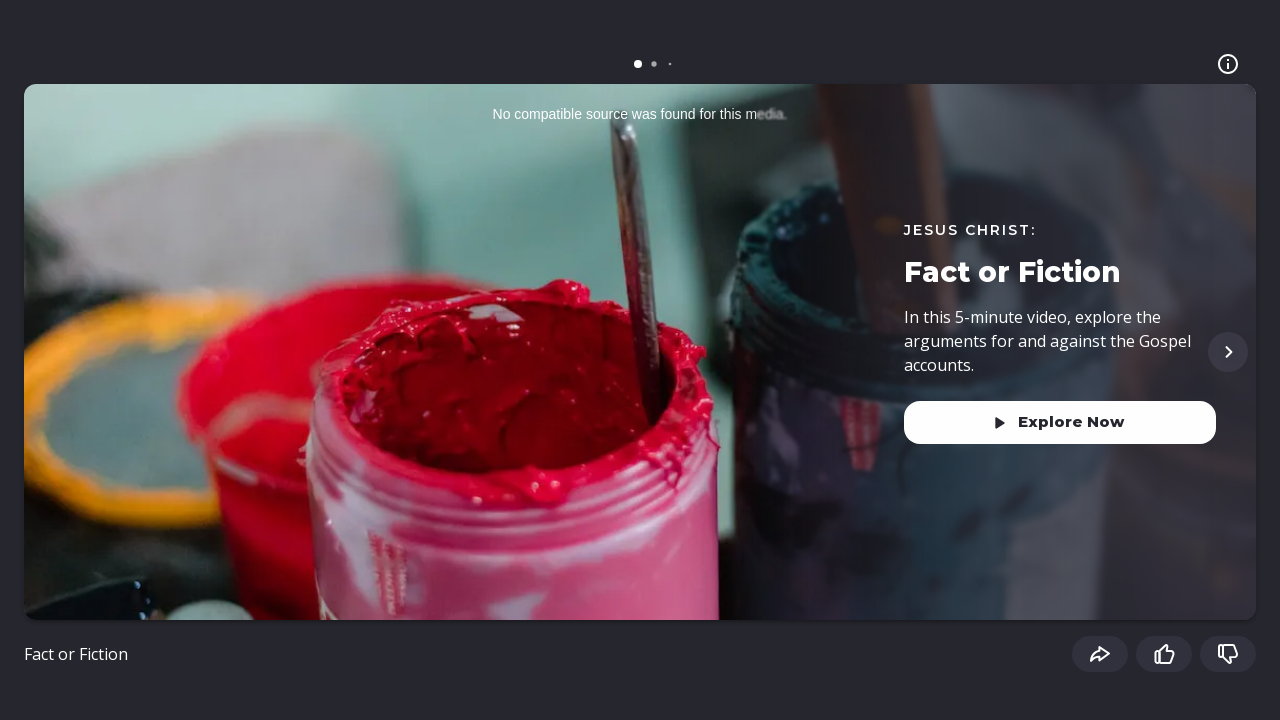 No compatible source was found for this media.
JESUS CHRIST:
Fact or Fiction
In this 5-minute video, explore the
arguments for and against the Gospel
accounts.
Explore Now
Fact or Fiction